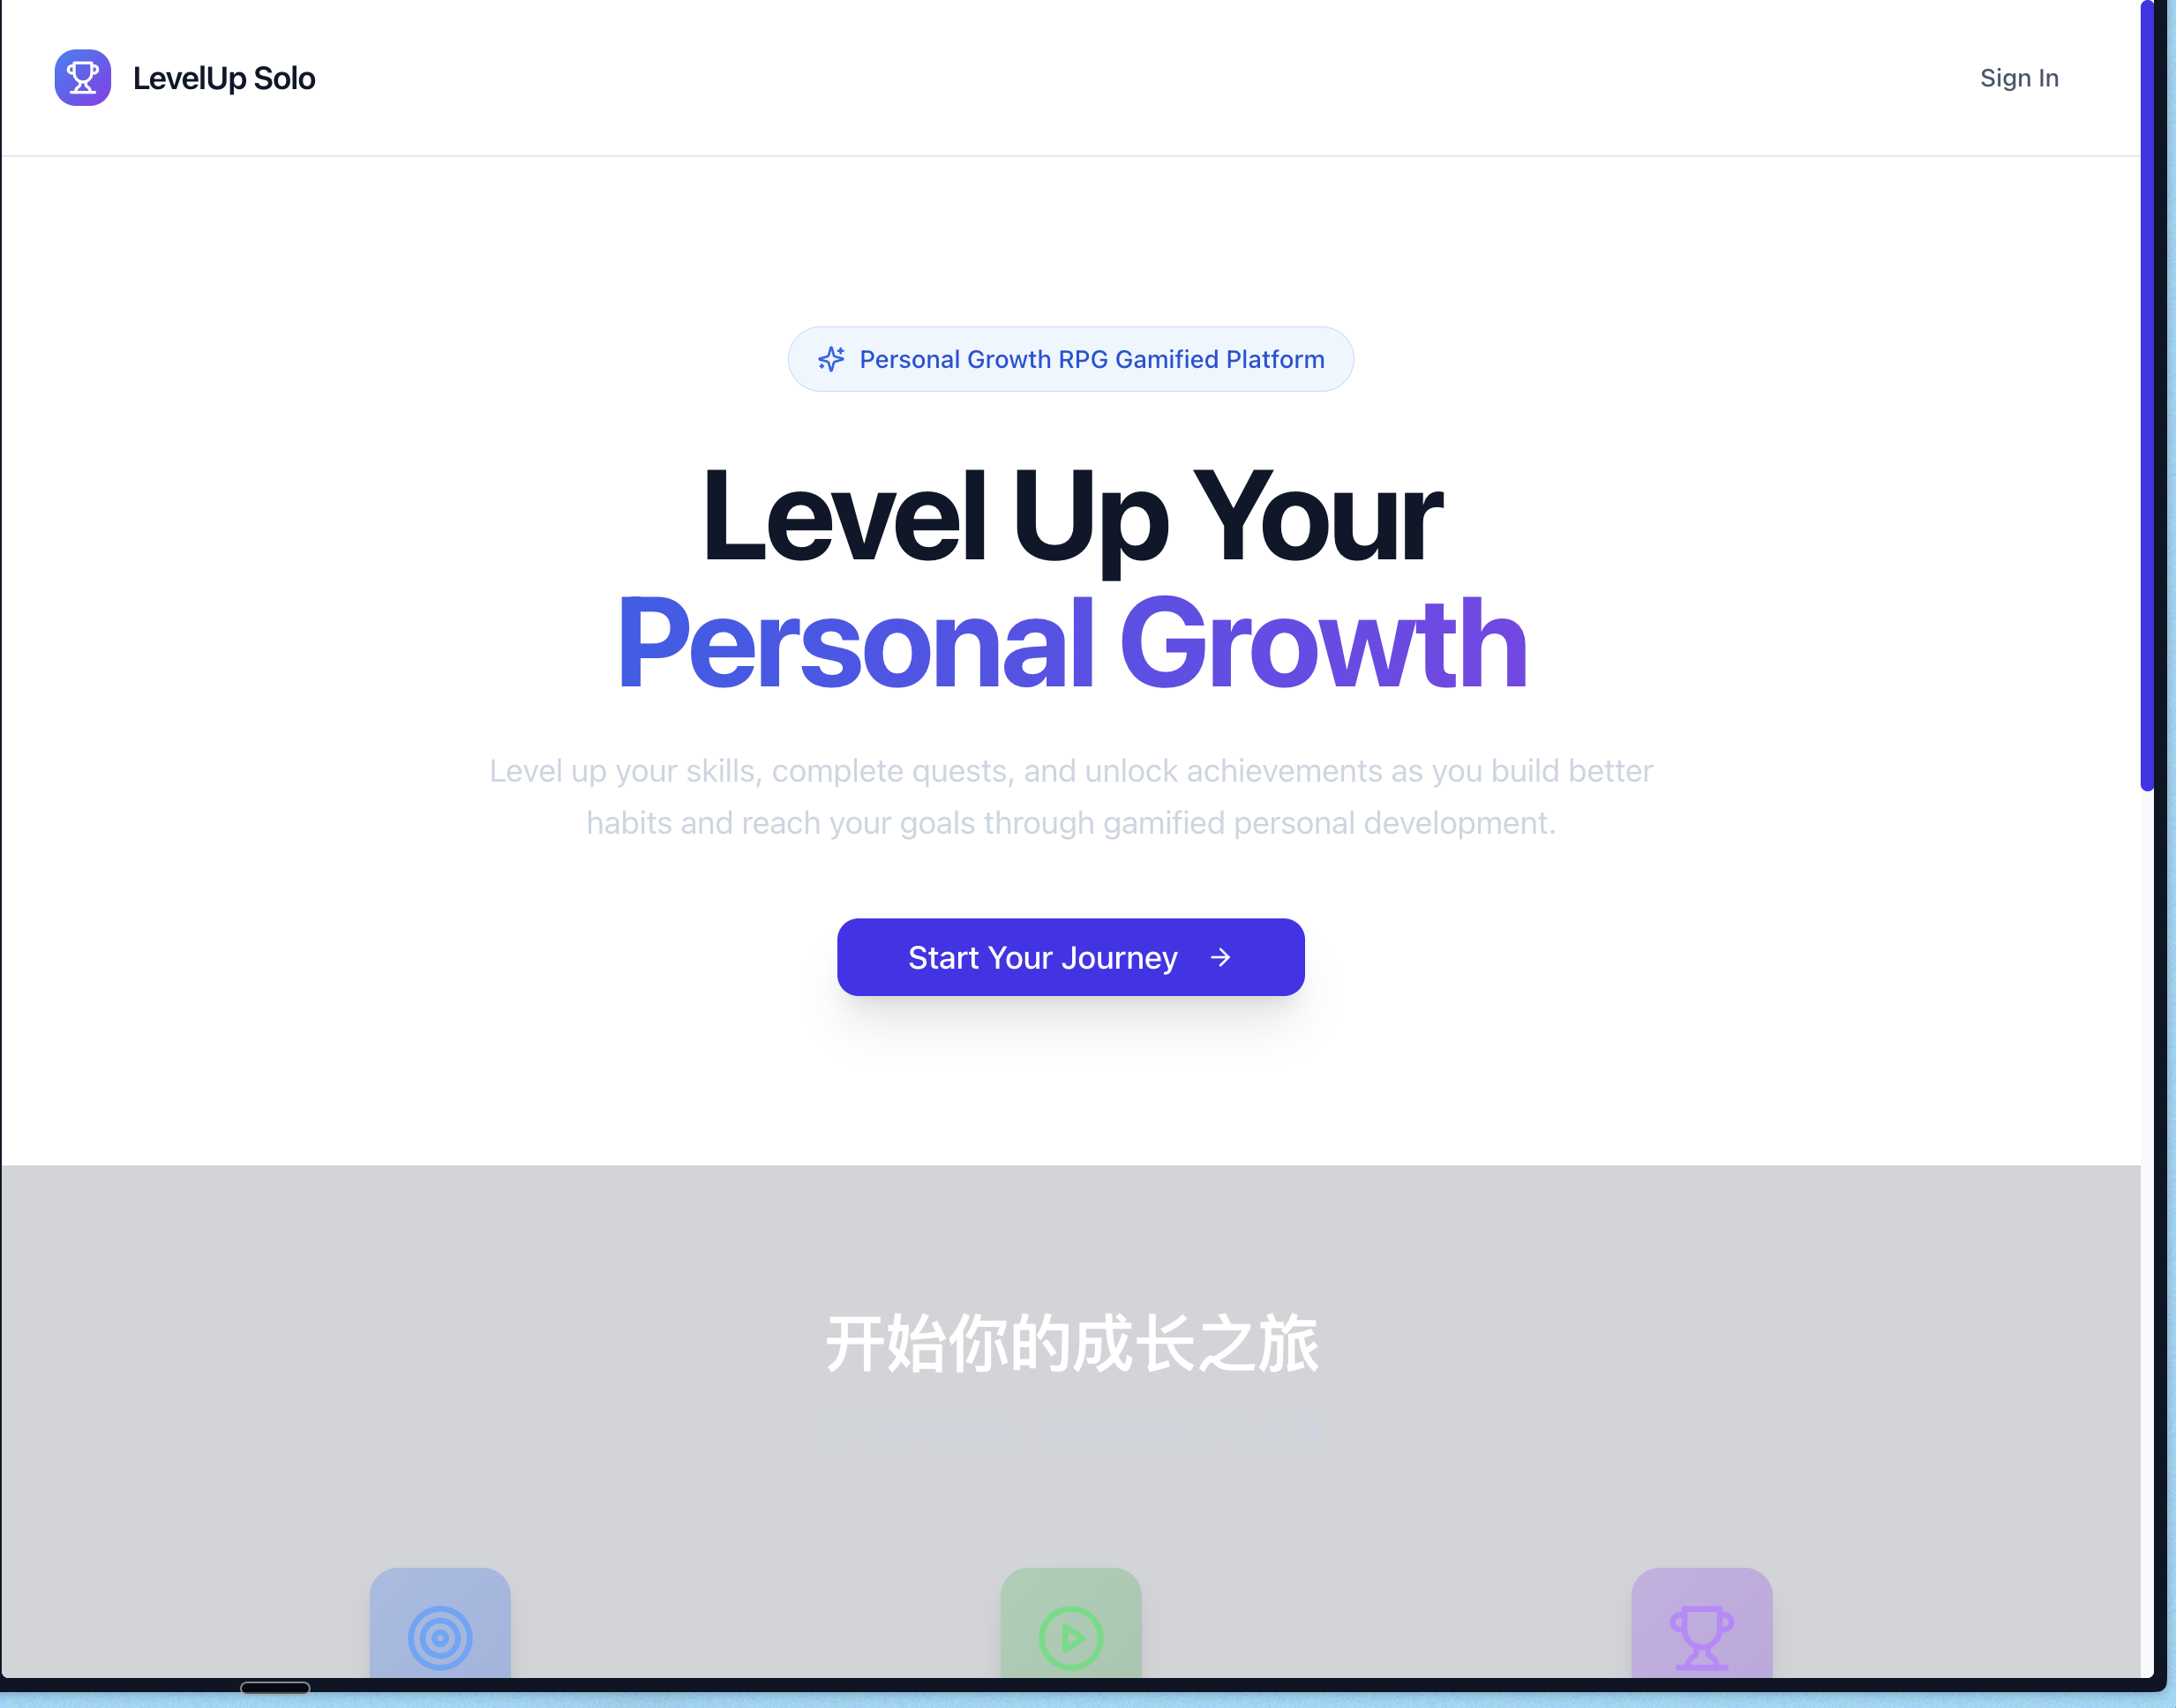 LevelUp Solo
Sign In
Personal Growth RPG Gamified Platform
Level Up Your
Personal Growth
Level up your skills, complete quests, and unlock achievements as you build better
habits and reach your goals through gamified personal development.
Start Your Journey
开始你的成长之旅